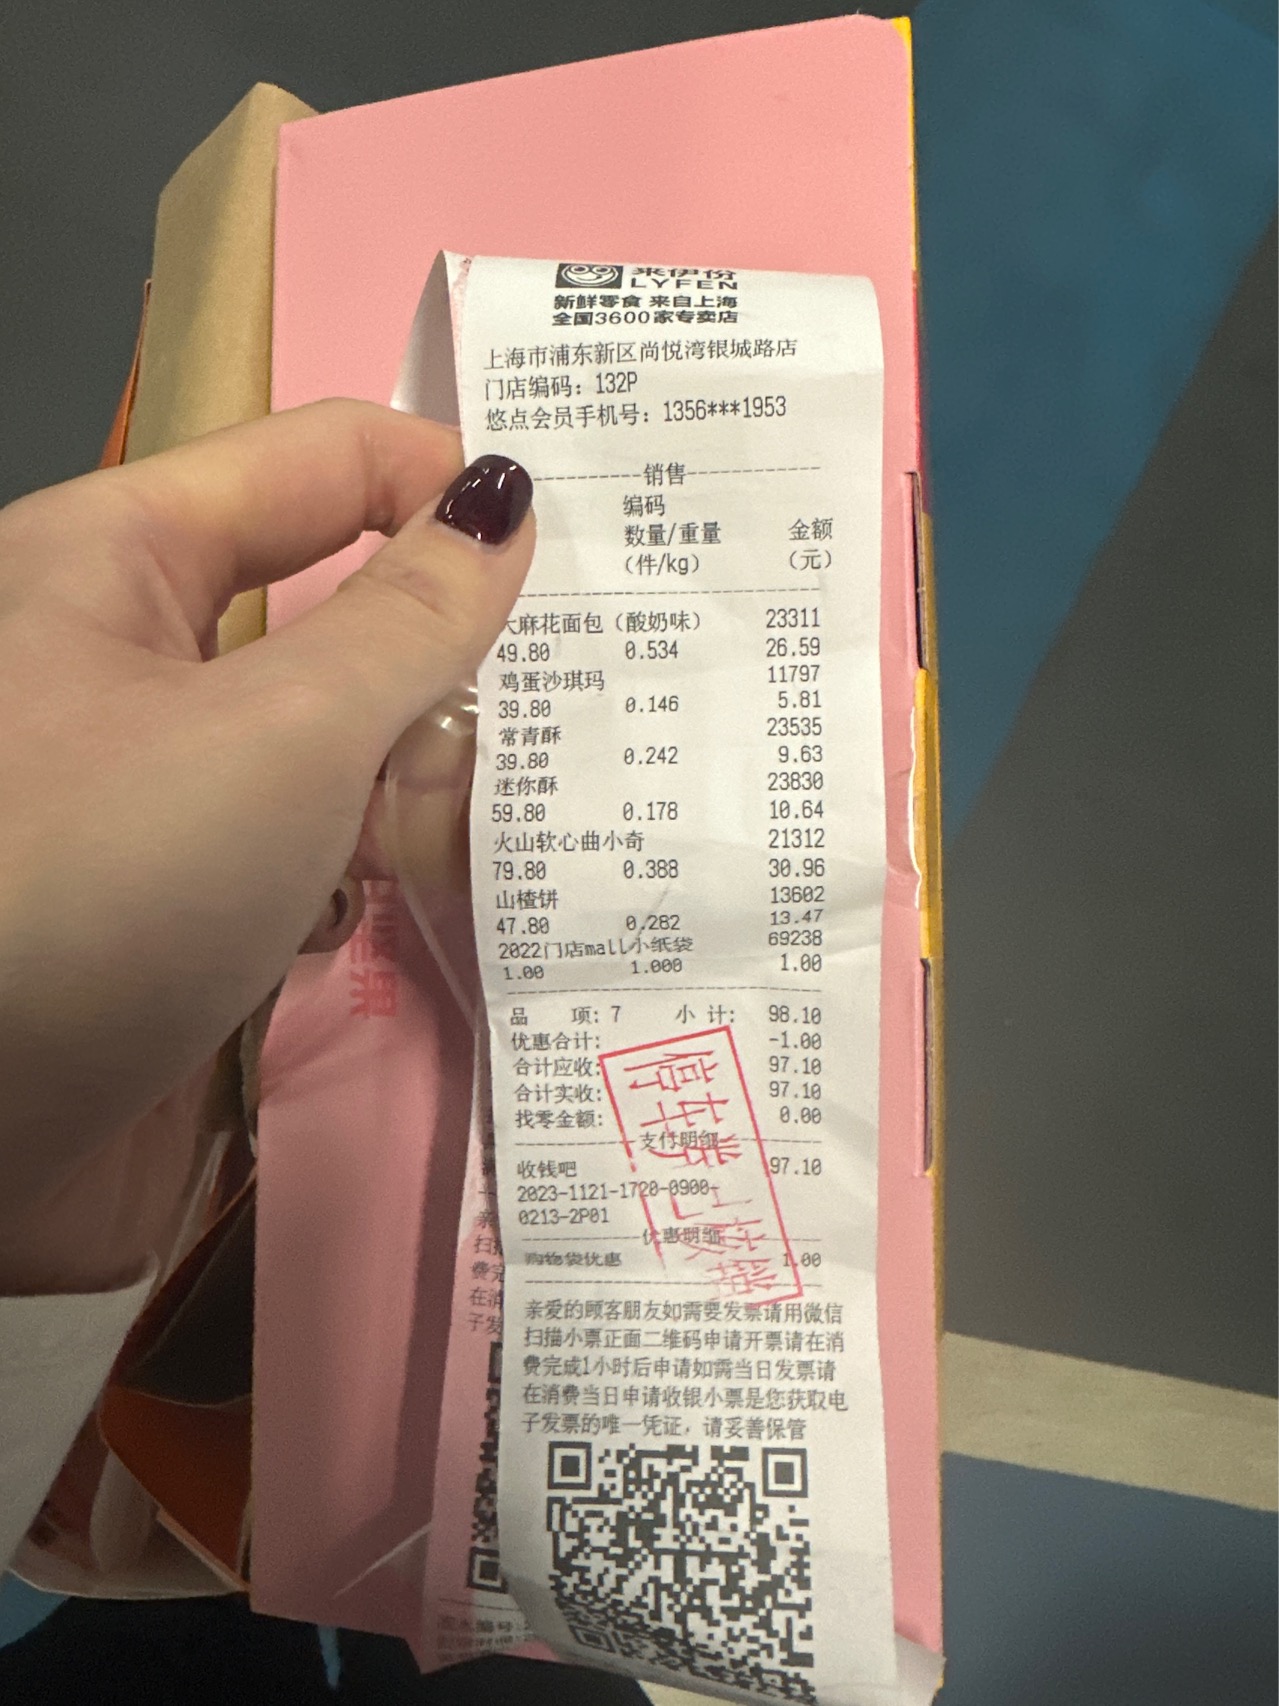 来伊份
LYFEN
新鲜零食 来自上海
全国3600家专卖店
上海市浦东新区尚悦湾银城路店
门店编码：132P
悠点会员手机号：1356***1953
销售
编码
数量/重量 金额
（件/kg） （元）
大麻花面包（酸奶味） 23311
49.80 0.534 26.59
鸡蛋沙琪玛 11797
39.80 0.146 5.81
常青酥 23535
39.80 0.242 9.63
迷你酥 23830
59.80 0.178 10.64
火山软心曲小奇 21312
79.80 0.388 30.96
山楂饼 13602
47.80 0.282 13.47
2022门店mall小纸袋 69238
1.00 1.000 1.00
品 项: 7 小 计: 98.10
优惠合计: -1.00
合计应收: 97.10
合计实收: 97.10
找零金额: 0.00
支付明细
收钱吧 97.10
2023-1121-1720-0900-
0213-2P01
优惠明细
购物袋优惠 1.00
停车券已领
亲爱的顾客朋友如需要发票请用微信
扫描小票正面二维码申请开票请在消
费完成1小时后申请如需当日发票请
在消费当日申请收银小票是您获取电
子发票的唯一凭证，请妥善保管